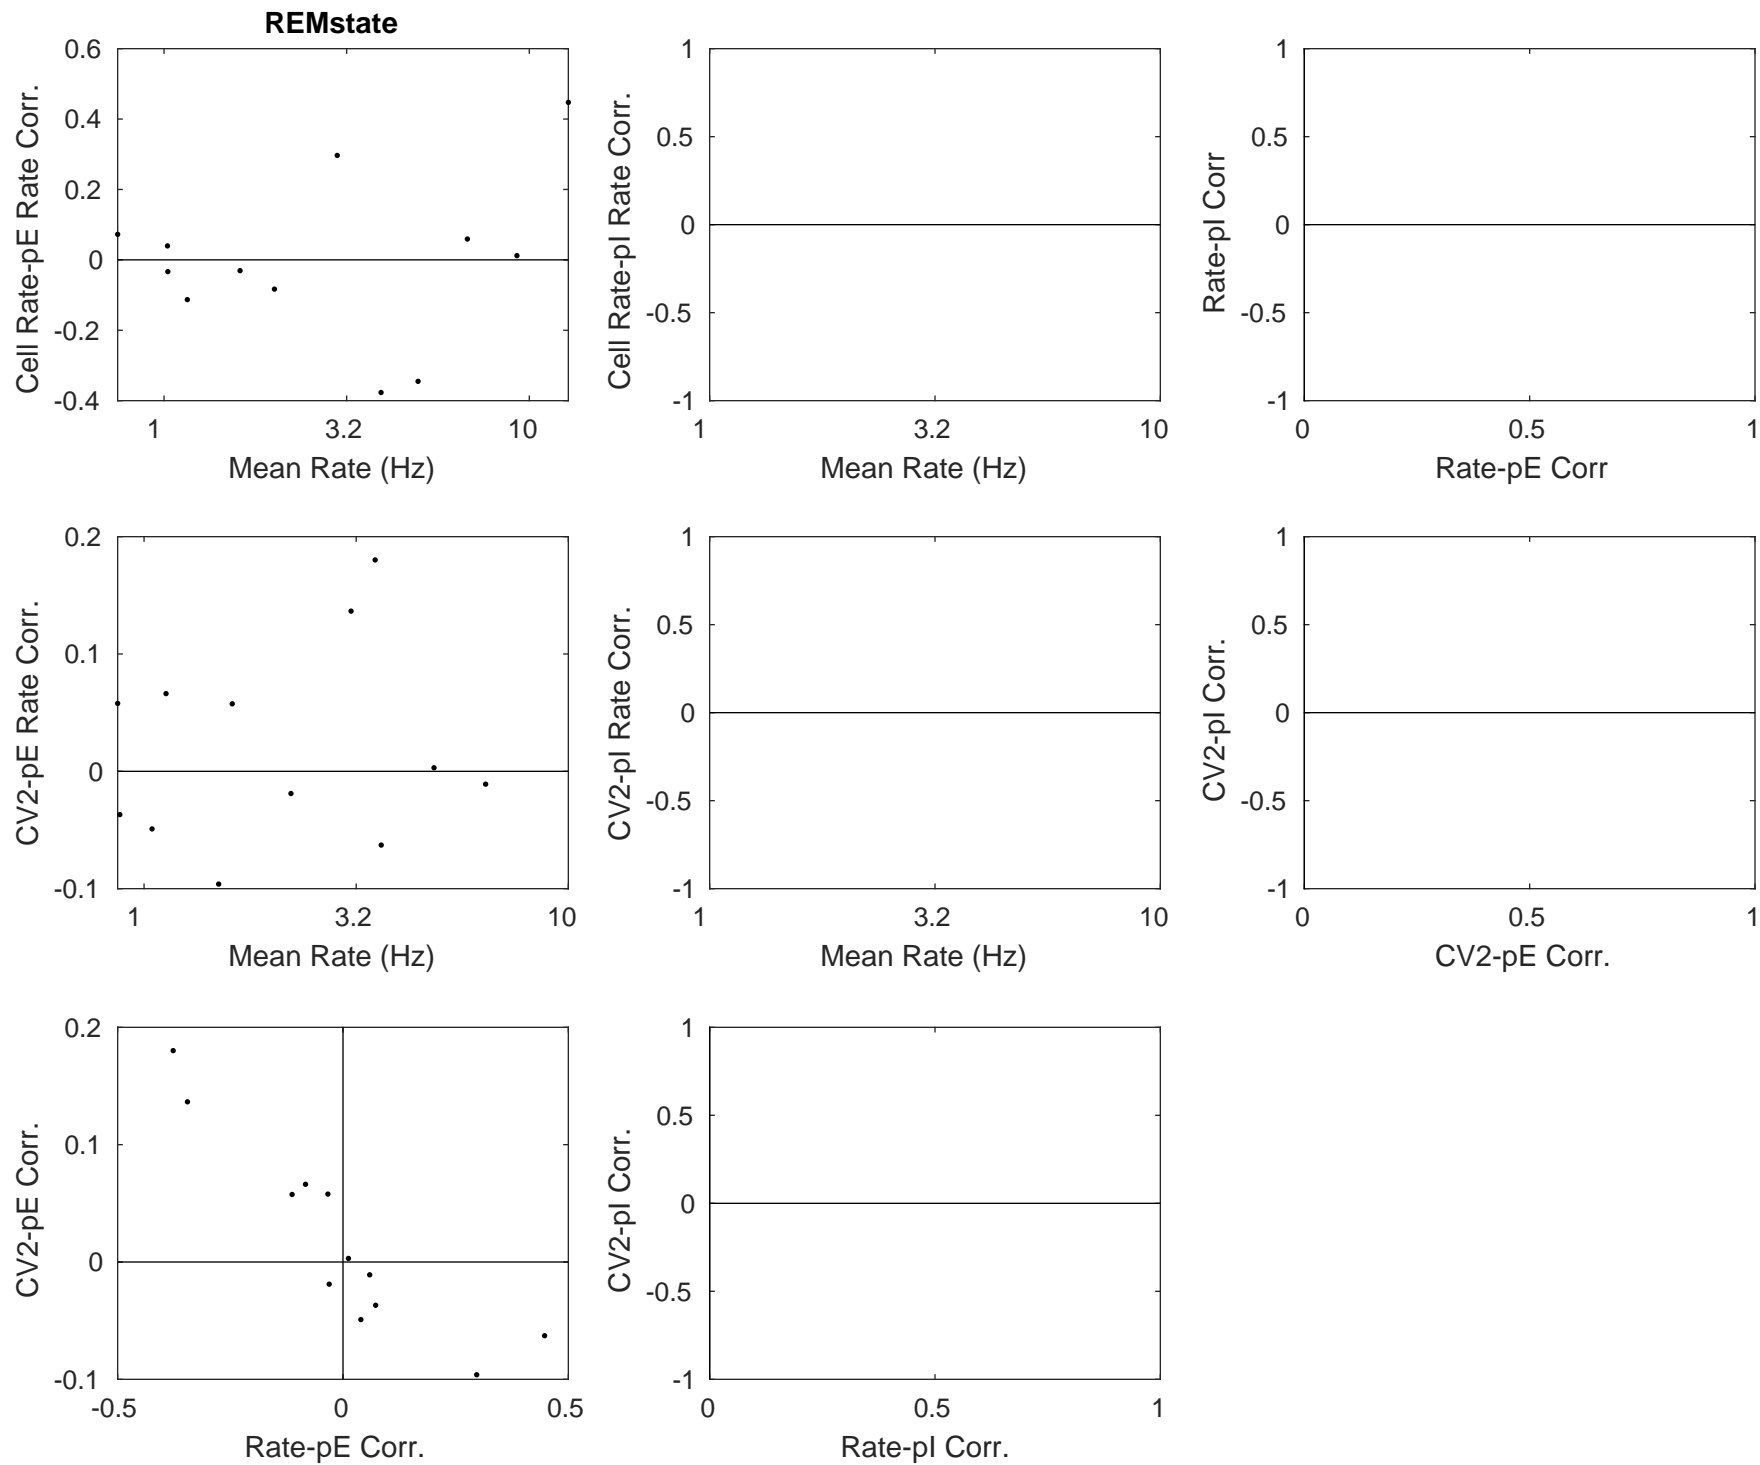 REMstate
0.6
0.4
0.2
0
-0.2
-0.4
Cell Rate-pE Rate Corr.
1 3.2 10
Mean Rate (Hz)
1
0.5
0
-0.5
-1
Cell Rate-pI Rate Corr.
1 3.2 10
Mean Rate (Hz)
1
0.5
0
-0.5
-1
Rate-pI Corr
0 0.5 1
Rate-pE Corr
0.2
0.1
0
-0.1
CV2-pE Rate Corr.
1 3.2 10
Mean Rate (Hz)
1
0.5
0
-0.5
-1
CV2-pI Rate Corr.
1 3.2 10
Mean Rate (Hz)
1
0.5
0
-0.5
-1
CV2-pI Corr.
0 0.5 1
CV2-pE Corr.
0.2
0.1
0
-0.1
CV2-pE Corr.
-0.5 0 0.5
Rate-pE Corr.
1
0.5
0
-0.5
-1
CV2-pI Corr.
0 0.5 1
Rate-pI Corr.